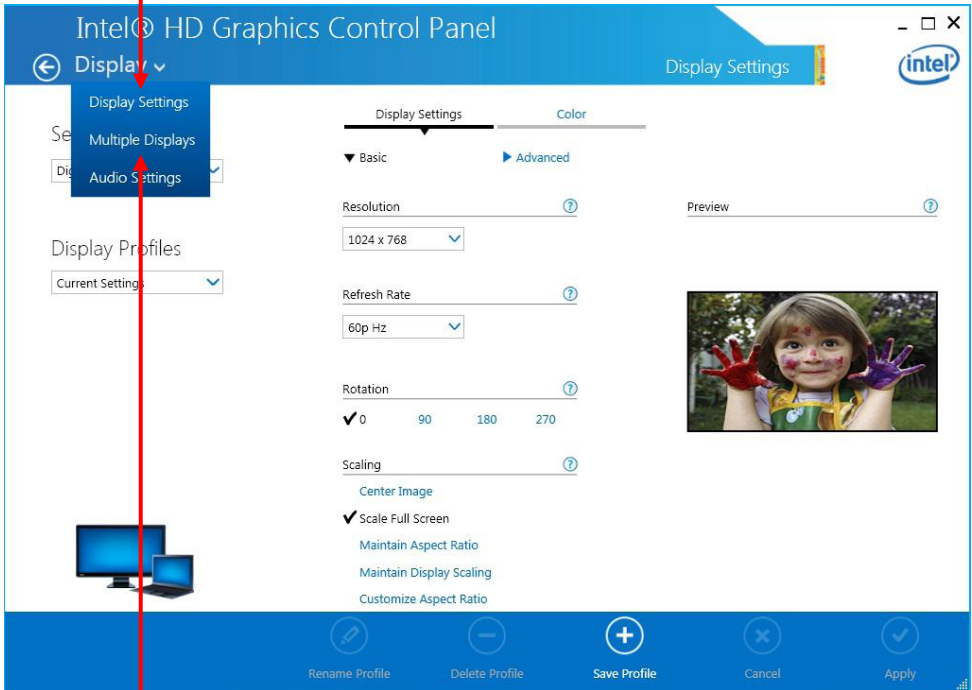 Intel® HD Graphics Control Panel
Display
Display Settings
intel
Display Settings
Multiple Displays
Audio Settings
Se
Dig
Display Profiles
Current Settings
Display Settings
Color
Basic
Advanced
Resolution
?
1024 x 768
Refresh Rate
?
60p Hz
Rotation
?
0 90 180 270
Scaling
?
Center Image
Scale Full Screen
Maintain Aspect Ratio
Maintain Display Scaling
Customize Aspect Ratio
Preview
?
Rename Profile
Delete Profile
Save Profile
Cancel
Apply